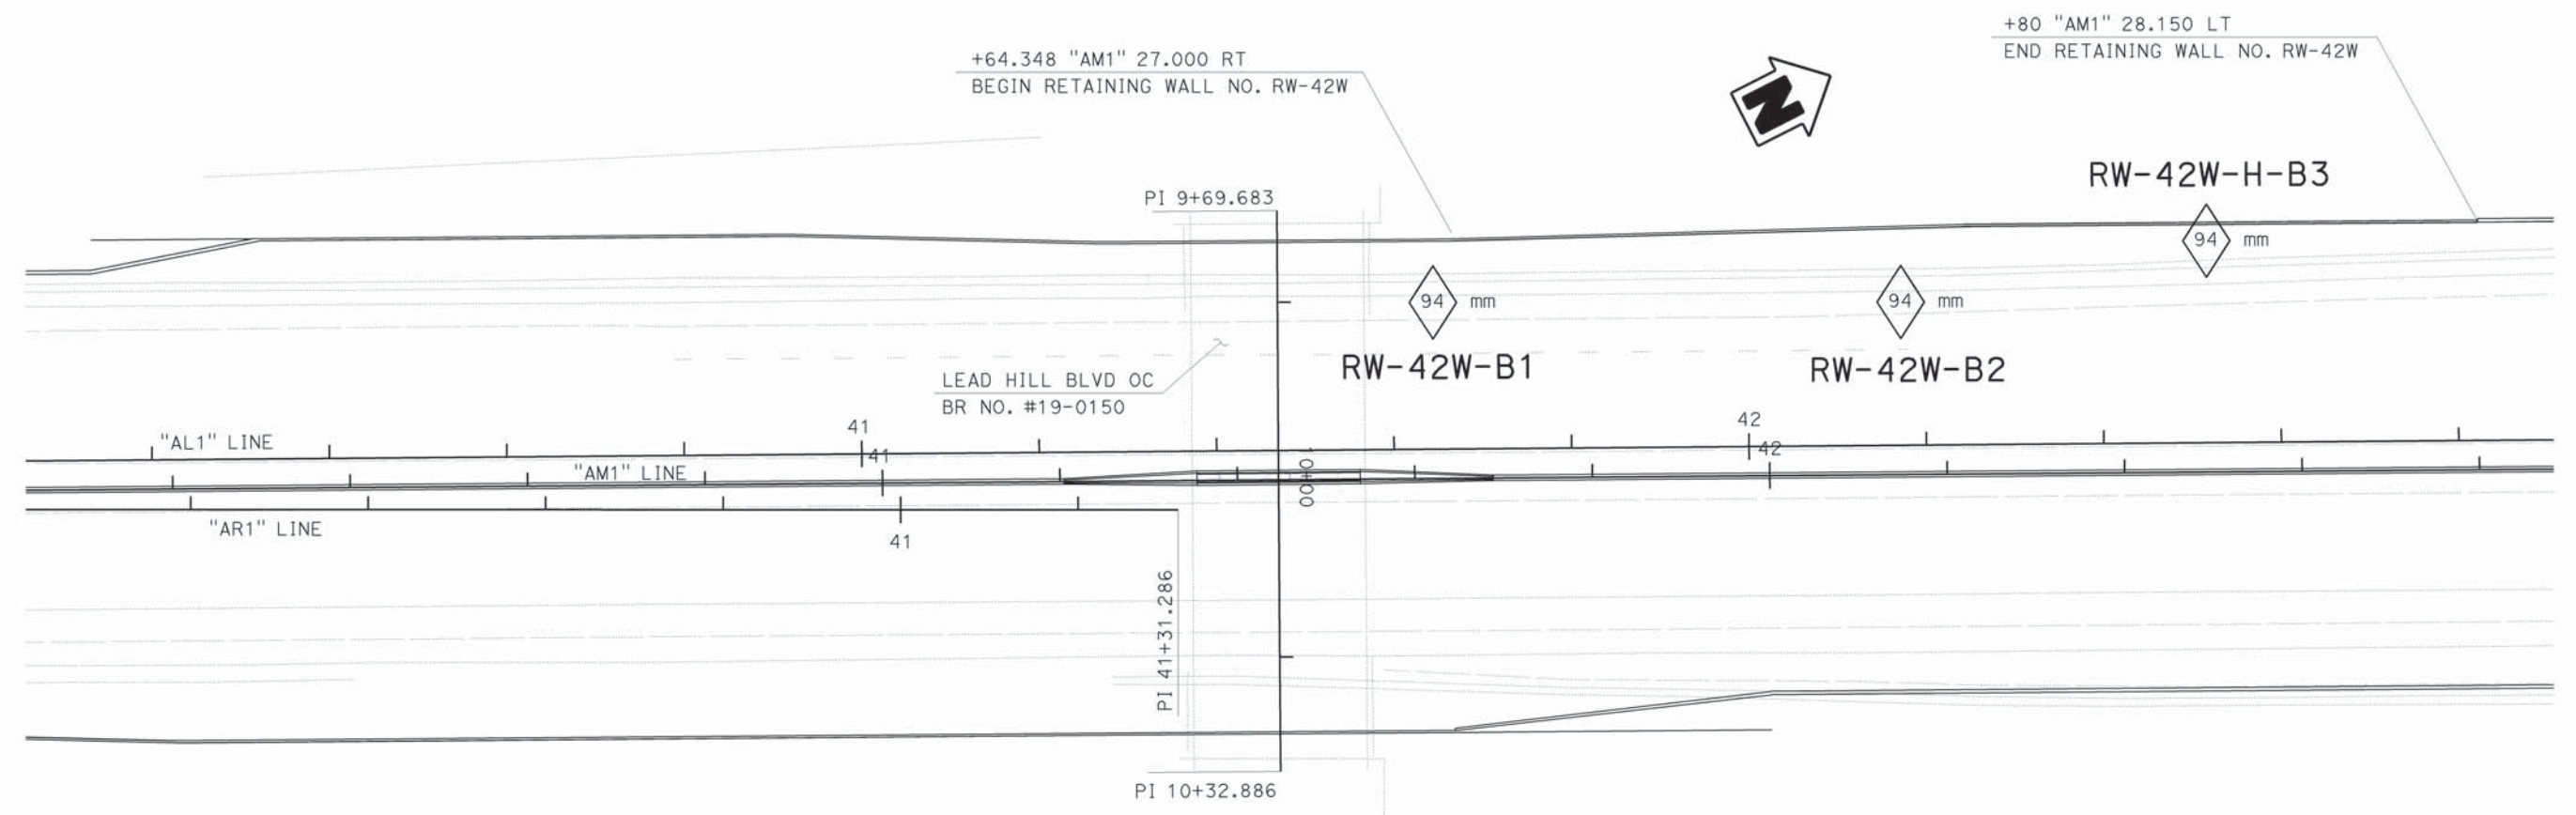 +80 "AM1" 28.150 LT
END RETAINING WALL NO. RW-42W
+64.348 "AM1" 27.000 RT
BEGIN RETAINING WALL NO. RW-42W
N
RW-42W-H-B3
PI 9+69.683
94 mm
94 mm
94 mm
RW-42W-B1
RW-42W-B2
LEAD HILL BLVD OC
BR NO. #19-0150
41
42
"AL1" LINE
41
42
"AM1" LINE
10+00
"AR1" LINE
41
PI 41+31.286
PI 10+32.886